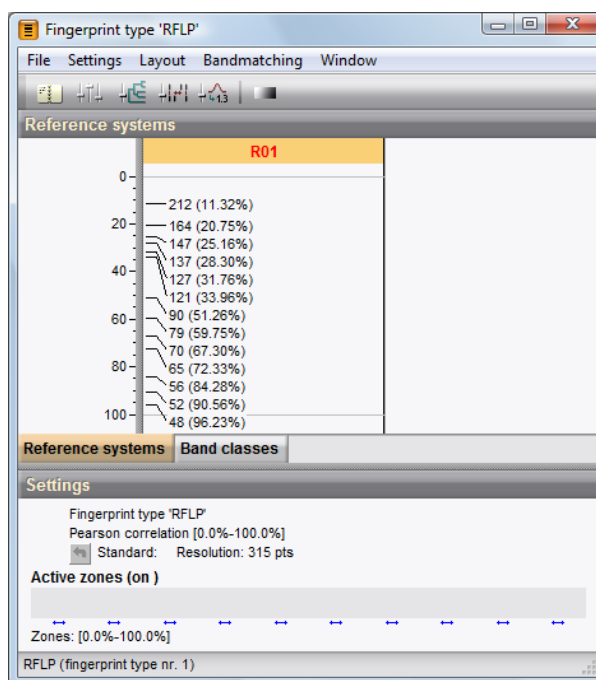 Fingerprint type 'RFLP'
File Settings Layout Bandmatching Window
1.3
Reference systems
R01
0
212 (11.32%)
20
164 (20.75%)
147 (25.16%)
137 (28.30%)
40
127 (31.76%)
121 (33.96%)
90 (51.26%)
60
79 (59.75%)
70 (67.30%)
80
65 (72.33%)
56 (84.28%)
52 (90.56%)
100
48 (96.23%)
Reference systems Band classes
Settings
Fingerprint type 'RFLP'
Pearson correlation [0.0%-100.0%]
Standard: Resolution: 315 pts
Active zones (on )
Zones: [0.0%-100.0%]
RFLP (fingerprint type nr. 1)